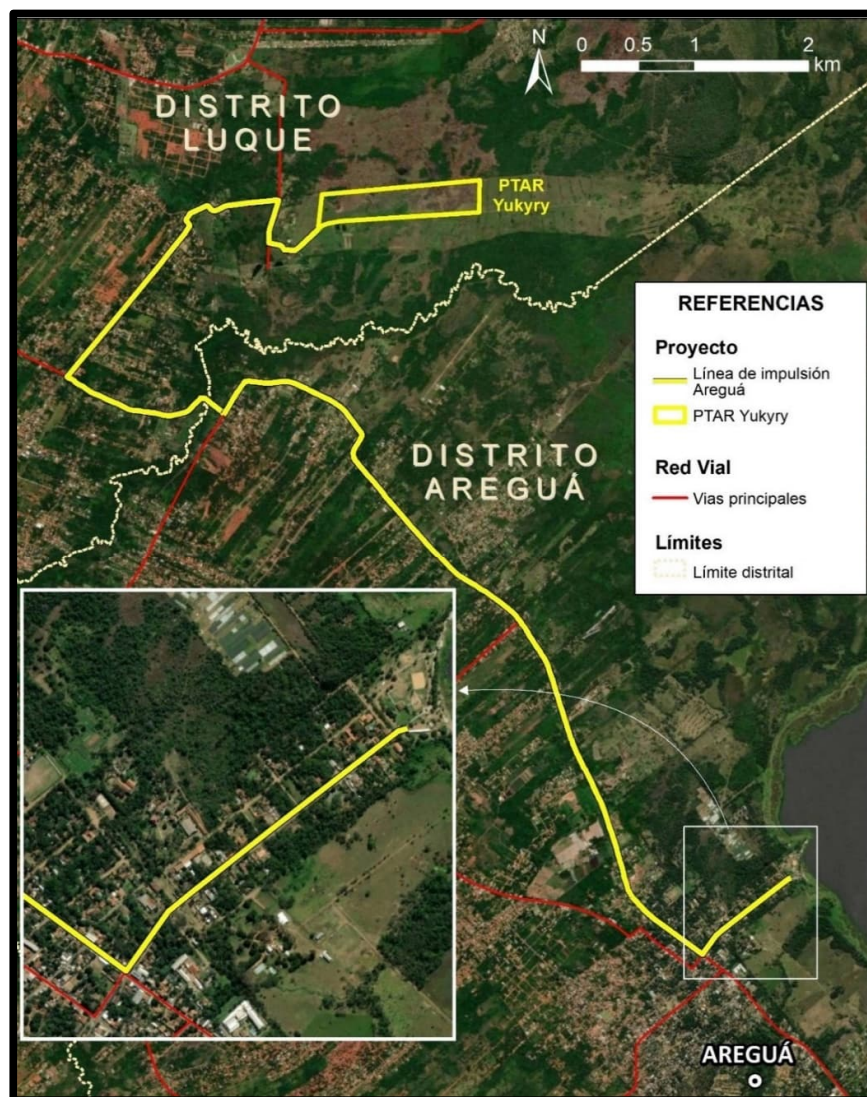 N
0 0.5 1 2
km
DISTRITO
LUQUE
PTAR
Yukyry
REFERENCIAS
Proyecto
Línea de impulsión
Areguá
PTAR Yukyry
Red Vial
Vias principales
Límites
Límite distrital
DISTRITO
AREGUÁ
AREGUÁ